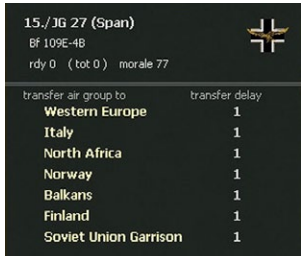 15./JG 27 (Span)
Bf 109E-4B
rdy 0 ( tot 0 ) morale 77
transfer air group to transfer delay
Western Europe 1
Italy 1
North Africa 1
Norway 1
Balkans 1
Finland 1
Soviet Union Garrison 1